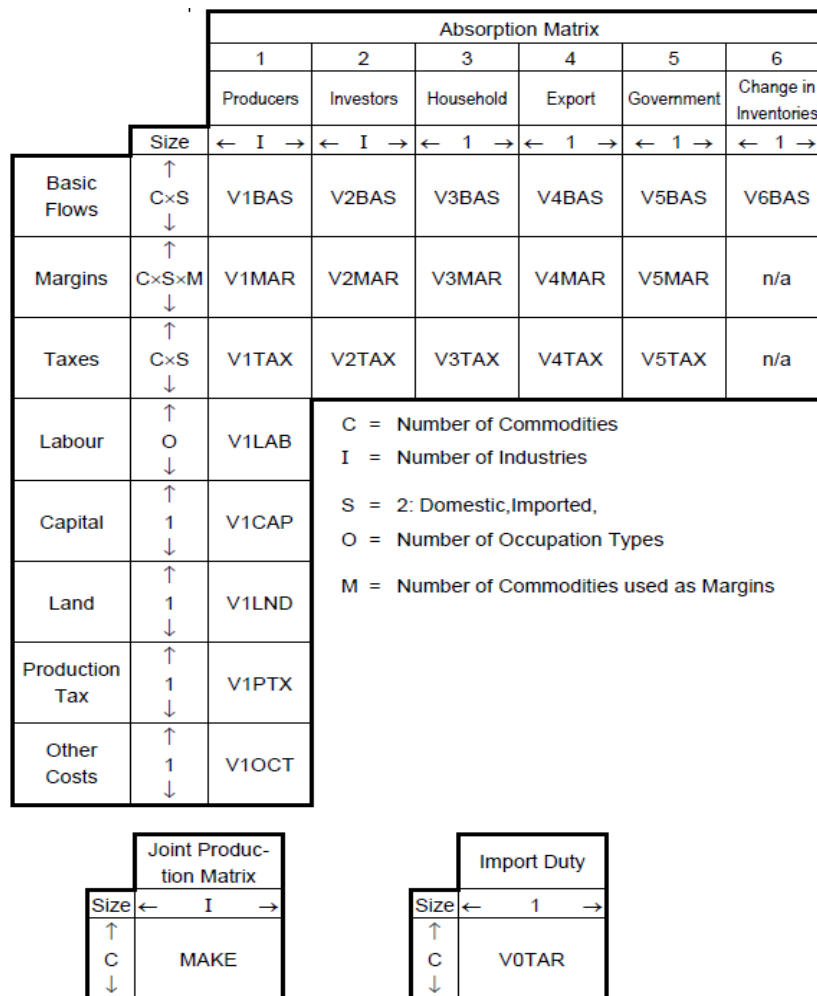 Absorption Matrix
1 2 3 4 5 6
Producers Investors Household Export Government Change in Inventories
Size ← I → ← I → ← 1 → ← 1 → ← 1 → ← 1 →
Basic Flows ↑ C×S ↓ V1BAS V2BAS V3BAS V4BAS V5BAS V6BAS
Margins ↑ C×S×M ↓ V1MAR V2MAR V3MAR V4MAR V5MAR n/a
Taxes ↑ C×S ↓ V1TAX V2TAX V3TAX V4TAX V5TAX n/a
Labour ↑ O ↓ V1LAB
Capital ↑ 1 ↓ V1CAP
Land ↑ 1 ↓ V1LND
Production Tax ↑ 1 ↓ V1PTX
Other Costs ↑ 1 ↓ V1OCT
C = Number of Commodities
I = Number of Industries
S = 2: Domestic,Imported,
O = Number of Occupation Types
M = Number of Commodities used as Margins
Joint Produc-
tion Matrix
Size ← I →
↑ C ↓ MAKE
Import Duty
Size ← 1 →
↑ C ↓ V0TAR